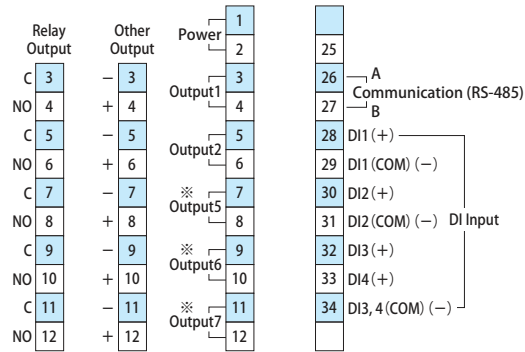 Relay Output
Other Output
C 3 − 3
NO 4 + 4
C 5 − 5
NO 6 + 6
C 7 − 7
NO 8 + 8
C 9 − 9
NO 10 + 10
C 11 − 11
NO 12 + 12
Power 1
2
Output1 3
4
Output2 5
6
※ Output5 7
8
※ Output6 9
10
※ Output7 11
12
25
26 A
Communication (RS-485)
27 B
28 DI1(+)
29 DI1(COM) (−)
30 DI2(+)
31 DI2(COM) (−)
DI Input
32 DI3(+)
33 DI4(+)
34 DI3, 4(COM) (−)